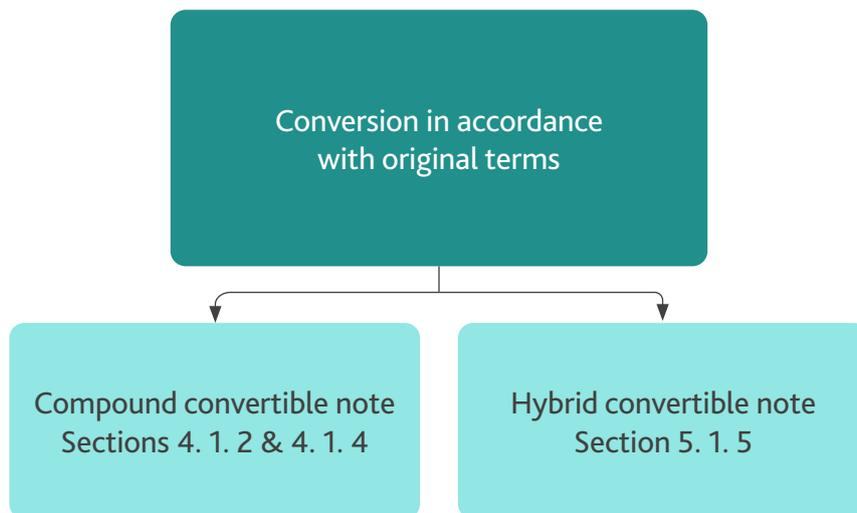 Conversion in accordance
with original terms
Compound convertible note
Sections 4. 1. 2 & 4. 1. 4
Hybrid convertible note
Section 5. 1. 5